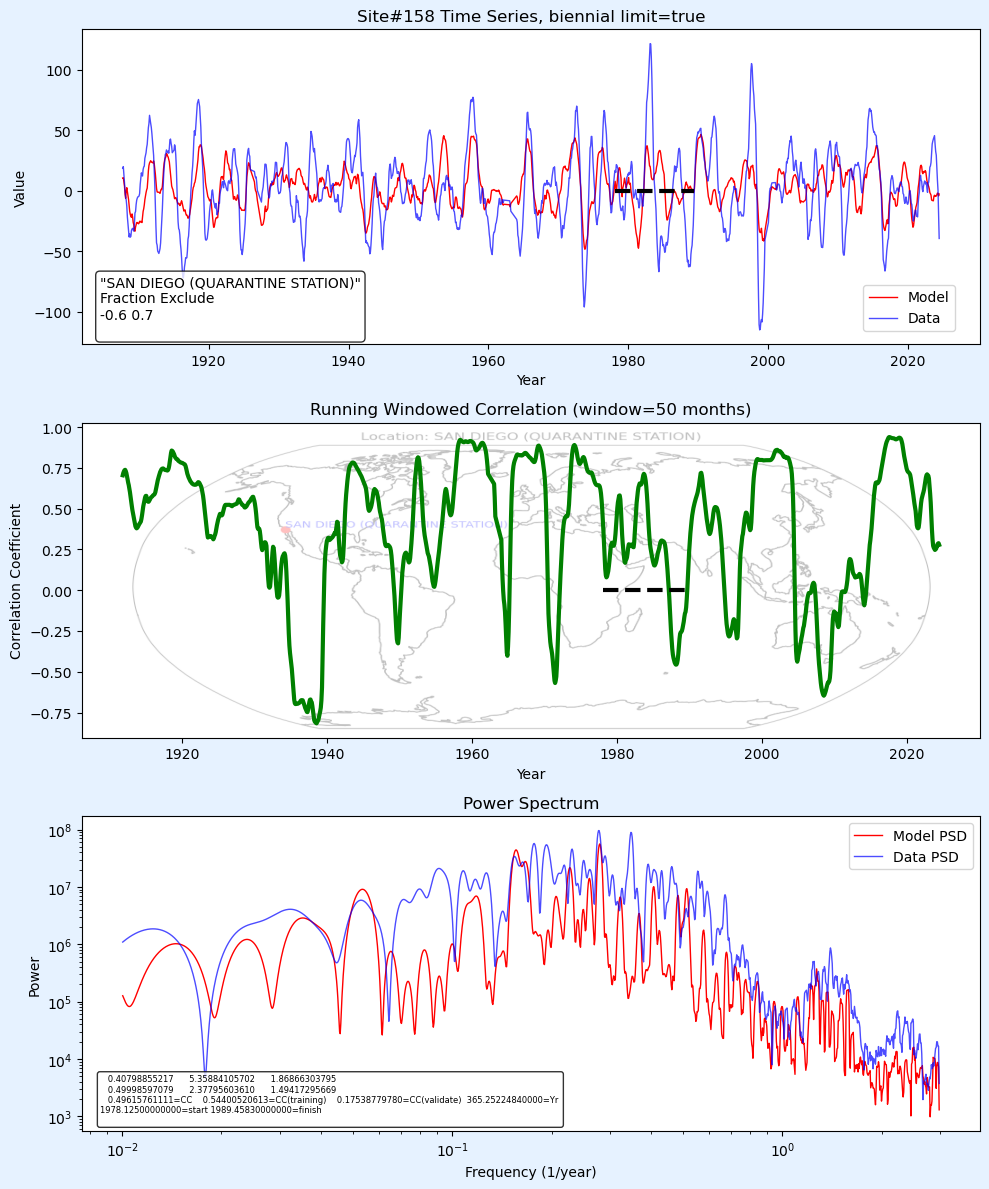 Site#158 Time Series, biennial limit=true
Value
100
50
0
−50
−100
"SAN DIEGO (QUARANTINE STATION)"
Fraction Exclude
-0.6 0.7
Model
Data
1920 1940 1960 1980 2000 2020
Year
Running Windowed Correlation (window=50 months)
Correlation Coefficient
1.00
0.75
0.50
0.25
0.00
−0.25
−0.50
−0.75
Location: SAN DIEGO (QUARANTINE STATION)
SAN DIEGO (QUARANTINE STATION)
1920 1940 1960 1980 2000 2020
Year
Power Spectrum
Power
10^8
10^7
10^6
10^5
10^4
10^3
Model PSD
Data PSD
0.40798855217 5.35884105702 1.86866303795
0.49998597079 2.37795603610 1.49417295669
0.49615761111=CC 0.54400520613=CC(training) 0.17538779780=CC(validate) 365.25224840000=Yr
1978.12500000000=start 1989.45830000000=finish
10^−2 10^−1 10^0
Frequency (1/year)